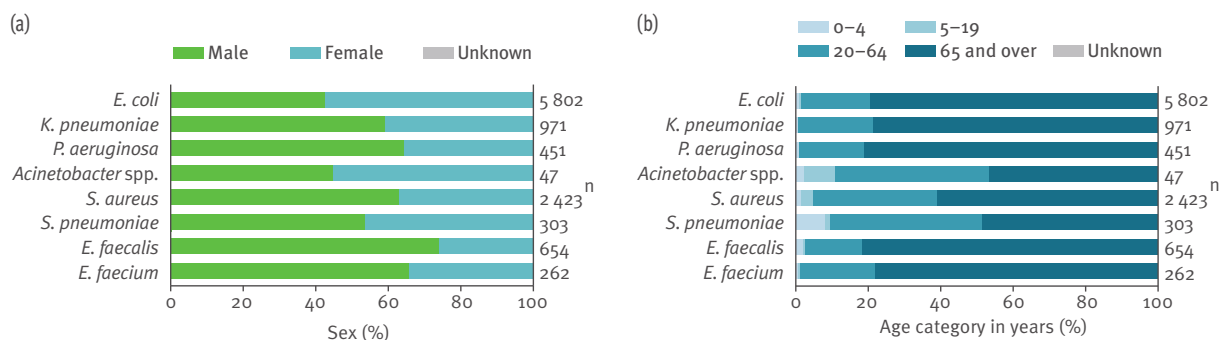 (a)
Male Female Unknown
E. coli 5 802
K. pneumoniae 971
P. aeruginosa 451
Acinetobacter spp. 47
n
S. aureus 2 423
S. pneumoniae 303
E. faecalis 654
E. faecium 262
0 20 40 60 80 100
Sex (%)
(b)
0–4 5–19
20–64 65 and over Unknown
E. coli 5 802
K. pneumoniae 971
P. aeruginosa 451
Acinetobacter spp. 47
n
S. aureus 2 423
S. pneumoniae 303
E. faecalis 654
E. faecium 262
0 20 40 60 80 100
Age category in years (%)